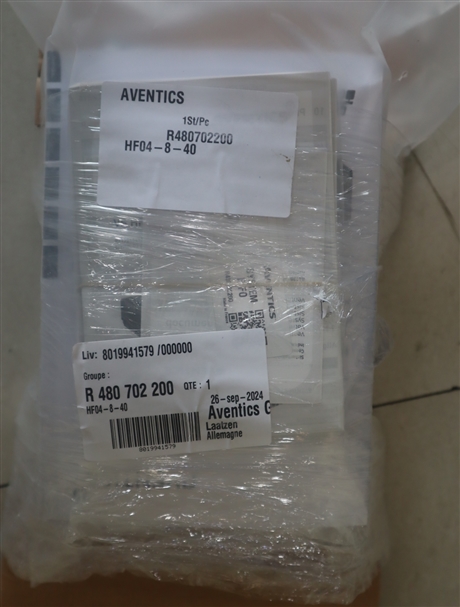 AVENTICS
1St/Pc
R480702200
HF04-8-40
Liv: 8019941579 /000000
Groupe :
R 480 702 200 QTE : 1
HF04-8-40
26-sep-2024
Aventics G
Laatzen
Allemagne
8019941579